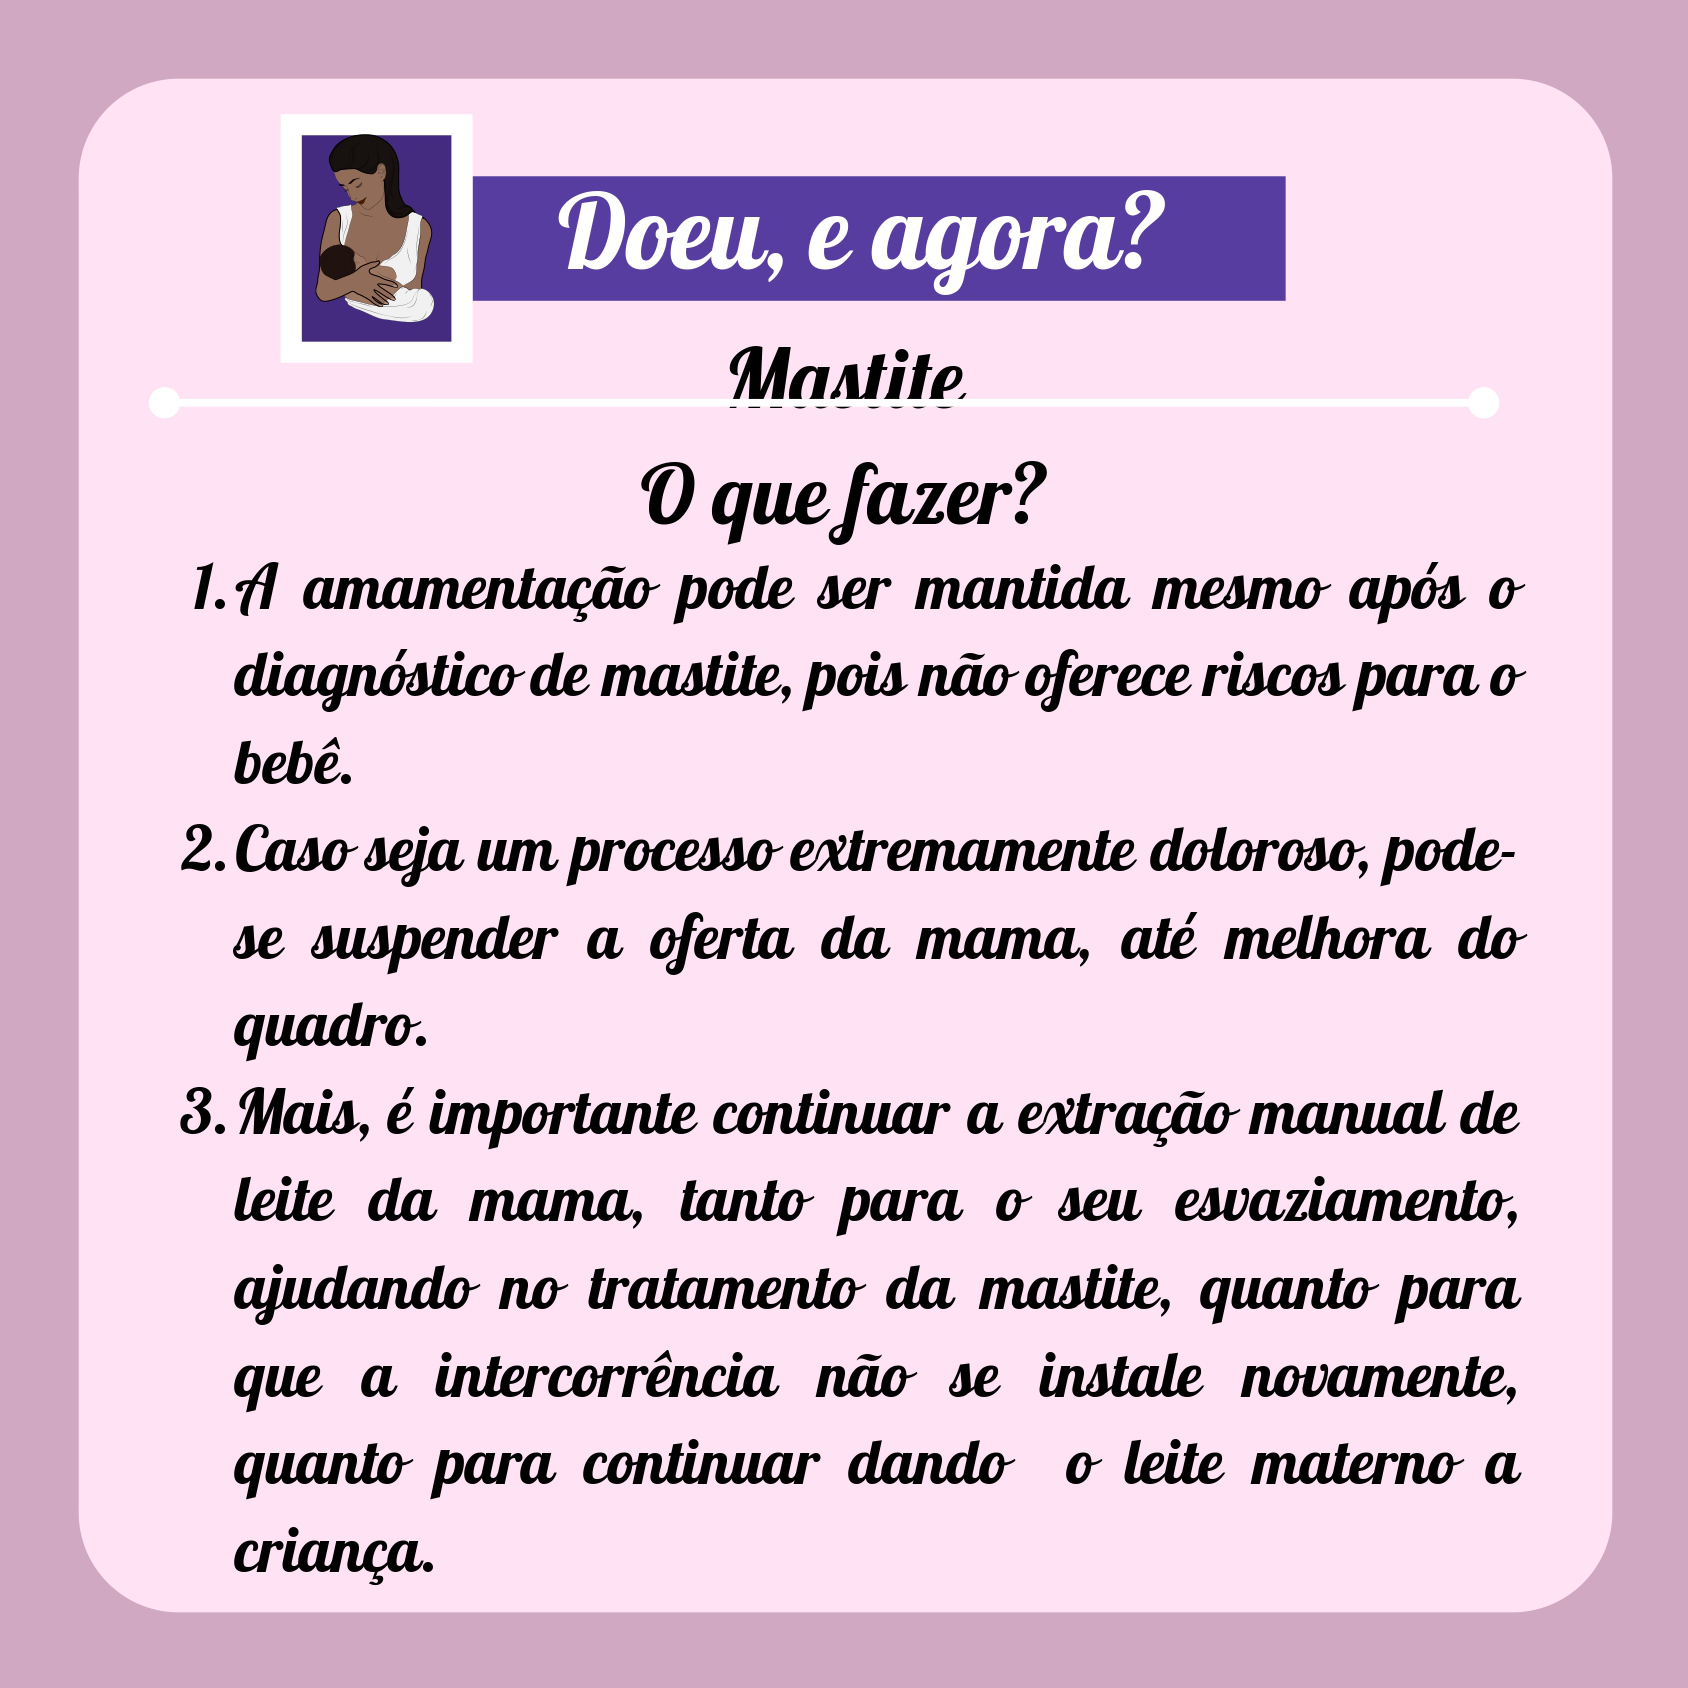 Doeu, e agora?
Mastite
O que fazer?
1. A amamentação pode ser mantida mesmo após o
diagnóstico de mastite, pois não oferece riscos para o
bebê.
2. Caso seja um processo extremamente doloroso, pode-
se suspender a oferta da mama, até melhora do
quadro.
3. Mais, é importante continuar a extração manual de
leite da mama, tanto para o seu esvaziamento,
ajudando no tratamento da mastite, quanto para
que a intercorrência não se instale novamente,
quanto para continuar dando o leite materno a
criança.